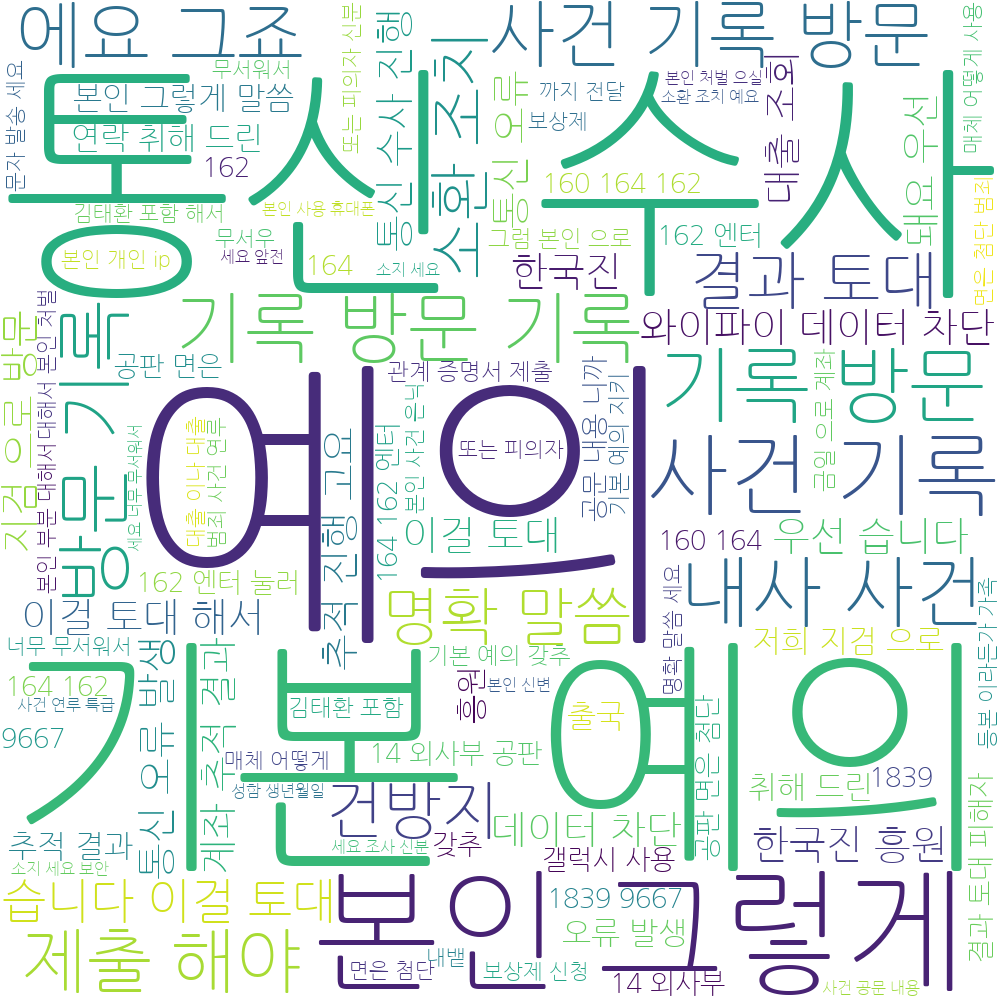 에요 그죠
무서워서
통신 수사 진행
또는 피의자 신분
소환 조치
사건 기록 방문
본인 처벌 으실
소환 조치 예요
대출 조회
매체 어떻게 사용
문자 발송 세요
통신수사
본인 그렇게 말씀
연락 취해 드린
162
통신 오류
까지 전달
보상제
돼요 우선
160 164 162
김태환 포함 해서
본인 사용 휴대폰
본인 개인 ip
무서우
세요 앞전
164
소지 세요
그럼 본인 으로
162 엔터
한국진
결과 토대
면은 첨단 범죄
기록 방문 기록
와이파이 데이터 차단
지검 으로 방문
본인 처벌
방문 기록
공판 면은
관계 증명서 제출
기록 방문
금일 으로 계좌
본인 부분 대해서
대해서
세요 너무 무서워서
예의
대출 이나 대출
범죄 사건 연루
또는 피의자
공문 내용 니까
기본 예의 지키
본인 사건 은닉
164 162 엔터
추적 진행 고요
사건 기록
이걸 토대
160 164
우선 습니다
162 엔터 눌러
이걸 토대 해서
명확 말씀
내사 사건
명확 말씀 세요
등본 이라든가 가족
너무 무서워서
기본 예의 갖추
저희 지검 으로
164 162
사건 연루 특급
통신 오류 발생
계좌 추적 결과
기본예의
김태환 포함
흥원
본인 신변
출국
9667
매체 어떻게
성함 생년월일
14 외사부 공판
공판 면은 첨단
취해 드린
1839
건방지
세요 조사 신분
갖추
데이터 차단
갤럭시 사용
한국진 흥원
추적 결과
소지 세요 보안
결과 토대 피해자
습니다 이걸 토대
본인그렇게
1839 9667
오류 발생
제출 해야
내뱉
면은 첨단
보상제 신청
14 외사부
사건 공문 내용